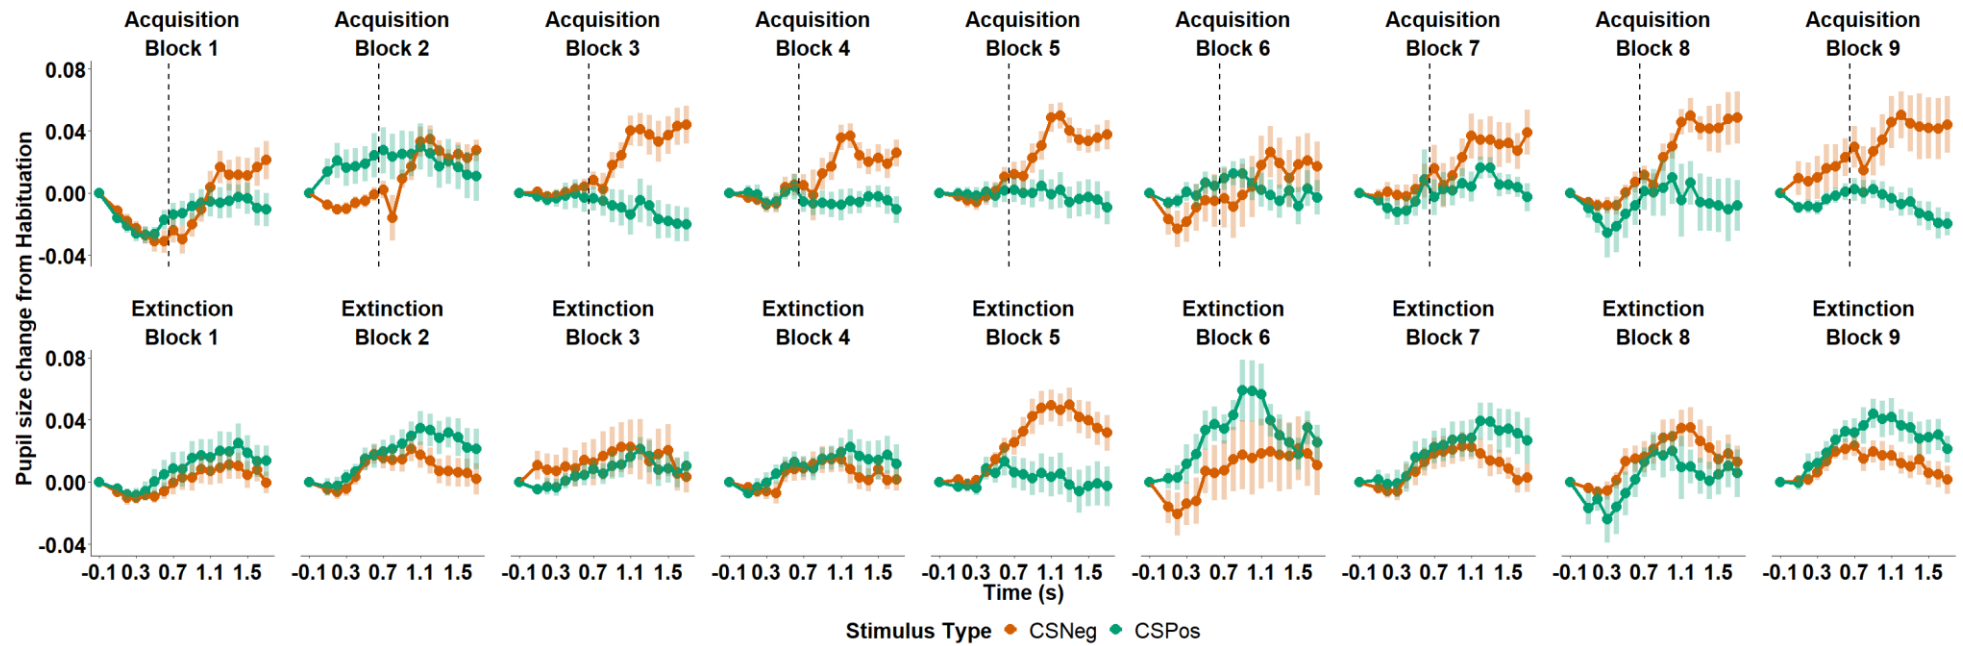 Acquisition Acquisition Acquisition Acquisition Acquisition Acquisition Acquisition Acquisition Acquisition
Block 1 Block 2 Block 3 Block 4 Block 5 Block 6 Block 7 Block 8 Block 9
0.08
0.04
0.00
-0.04
Pupil size change from Habituation
Extinction Extinction Extinction Extinction Extinction Extinction Extinction Extinction Extinction
Block 1 Block 2 Block 3 Block 4 Block 5 Block 6 Block 7 Block 8 Block 9
0.08
0.04
0.00
-0.04
-0.1 0.3 0.7 1.1 1.5 -0.1 0.3 0.7 1.1 1.5 -0.1 0.3 0.7 1.1 1.5 -0.1 0.3 0.7 1.1 1.5 -0.1 0.3 0.7 1.1 1.5 -0.1 0.3 0.7 1.1 1.5 -0.1 0.3 0.7 1.1 1.5 -0.1 0.3 0.7 1.1 1.5 -0.1 0.3 0.7 1.1 1.5
Time (s)
Stimulus Type CSNeg CSPos